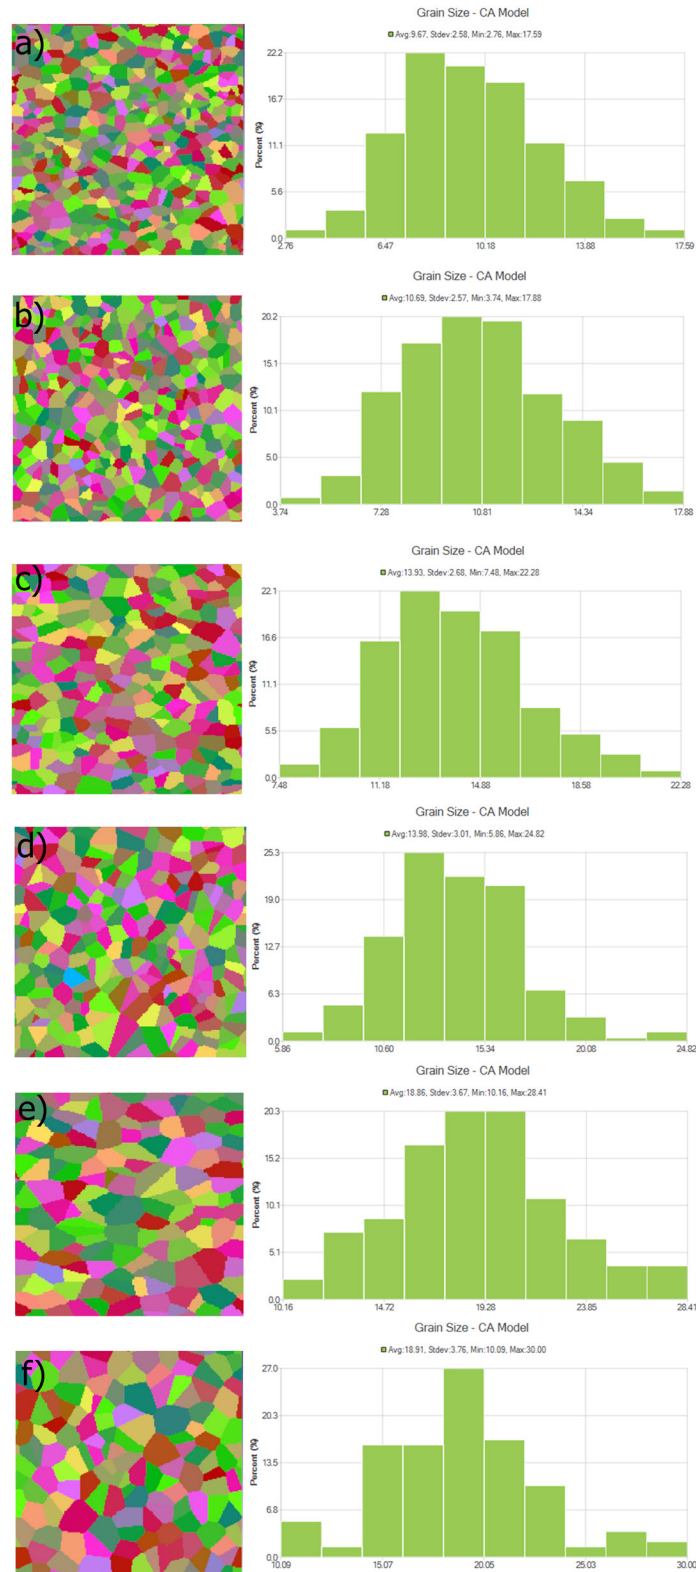 a)
Grain Size - CA Model
Avg:9.67, Stdev:2.58, Min:2.76, Max:17.59
22.2
16.7
11.1
5.6
0.0
Percent (%)
2.76 6.47 10.18 13.88 17.59
b)
Grain Size - CA Model
Avg:10.69, Stdev:2.57, Min:3.74, Max:17.88
20.2
15.1
10.1
5.0
0.0
Percent (%)
3.74 7.28 10.81 14.34 17.88
c)
Grain Size - CA Model
Avg:13.93, Stdev:2.68, Min:7.48, Max:22.28
22.1
16.6
11.1
5.5
0.0
Percent (%)
7.48 11.18 14.88 18.58 22.28
d)
Grain Size - CA Model
Avg:13.98, Stdev:3.01, Min:5.86, Max:24.82
25.3
19.0
12.7
6.3
0.0
Percent (%)
5.86 10.60 15.34 20.08 24.82
e)
Grain Size - CA Model
Avg:18.86, Stdev:3.67, Min:10.16, Max:28.41
20.3
15.2
10.1
5.1
0.0
Percent (%)
10.16 14.72 19.28 23.85 28.41
f)
Grain Size - CA Model
Avg:18.91, Stdev:3.76, Min:10.09, Max:30.00
27.0
20.3
13.5
6.8
0.0
Percent (%)
10.09 15.07 20.05 25.03 30.00